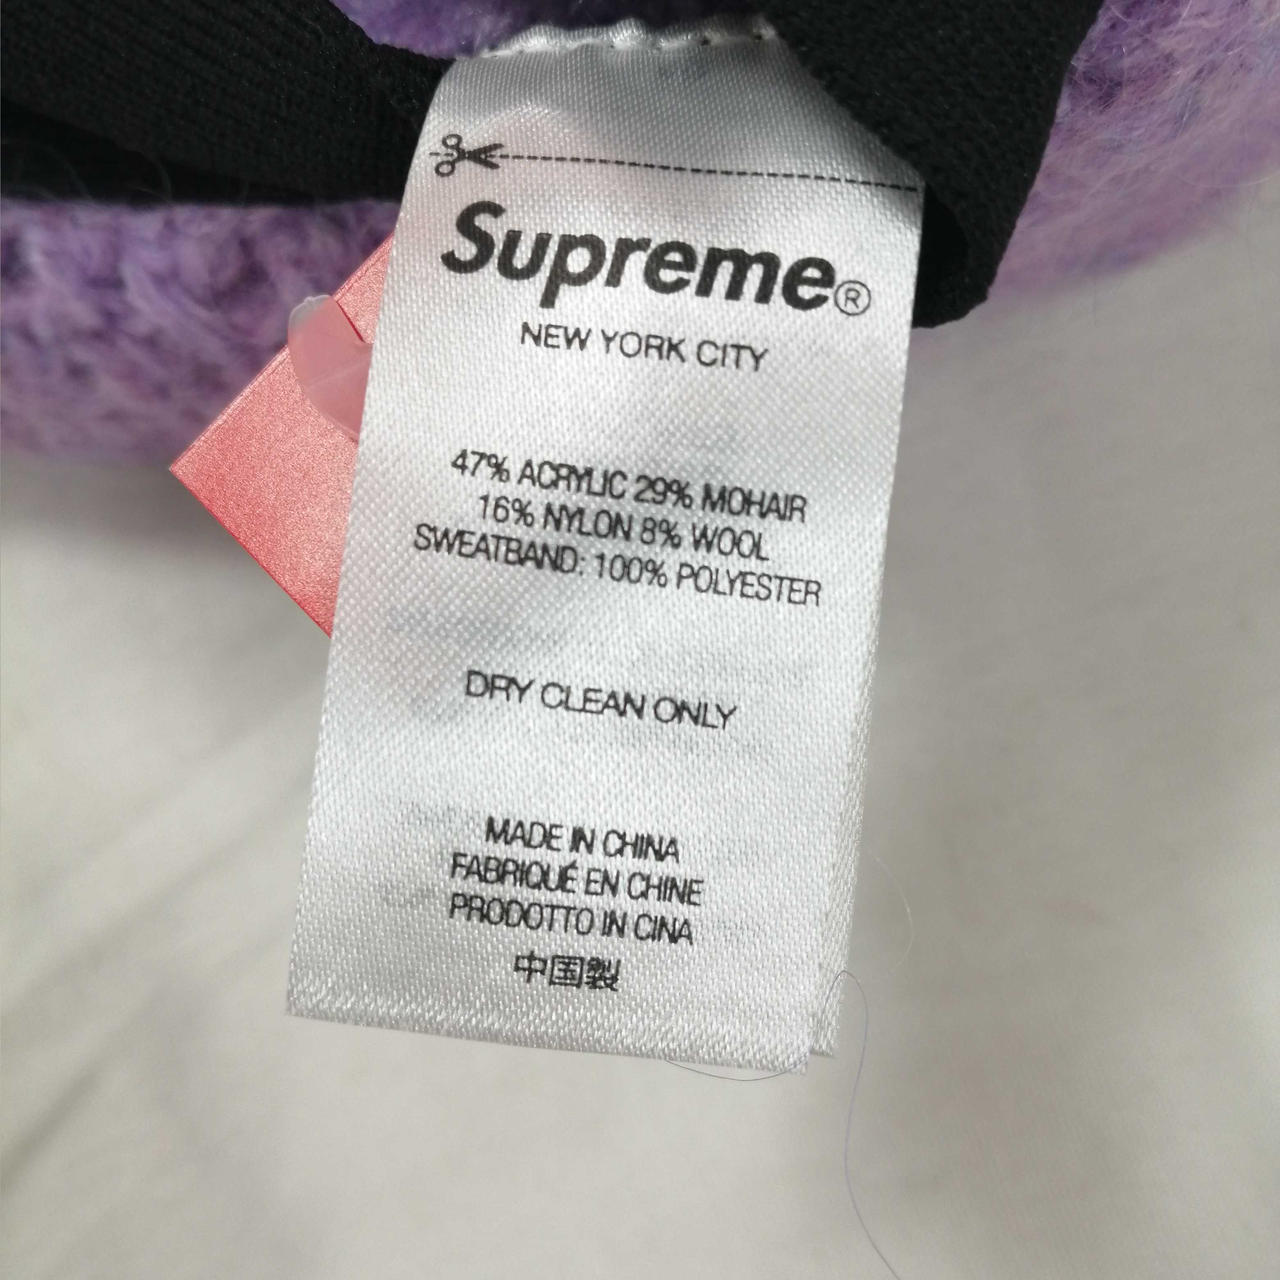 Supreme®
NEW YORK CITY
47% ACRYLIC 29% MOHAIR
16% NYLON 8% WOOL
SWEATBAND: 100% POLYESTER
DRY CLEAN ONLY
MADE IN CHINA
FABRIQUÉ EN CHINE
PRODOTTO IN CINA
中国製